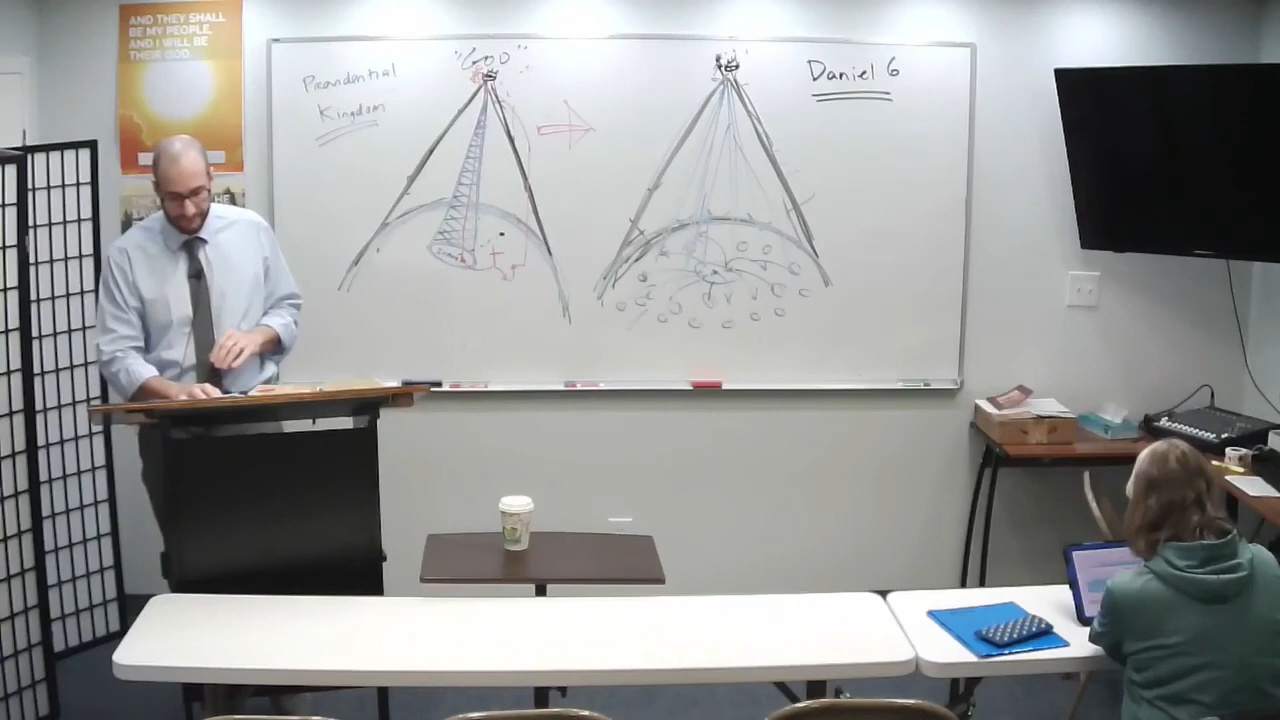 AND THEY SHALL
BE MY PEOPLE,
AND I WILL BE
THEIR GOD.
Providential
Kingdom
"GOD"
Daniel 6